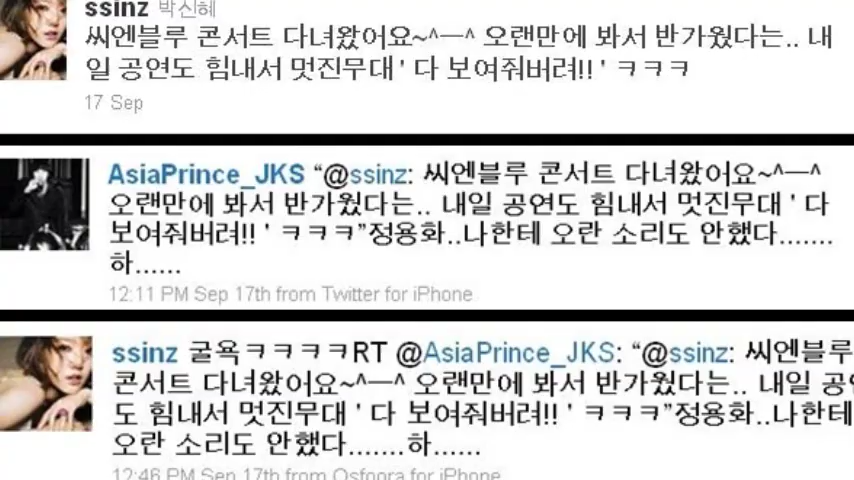 ssinz 박신혜
씨엔블루 콘서트 다녀왔어요~^—^ 오랜만에 봐서 반가웠다는.. 내
일 공연도 힘내서 멋진무대 ' 다 보여줘버려!! ' ㅋㅋㅋ
17 Sep
AsiaPrince_JKS “@ssinz: 씨엔블루 콘서트 다녀왔어요~^—^
오랜만에 봐서 반가웠다는.. 내일 공연도 힘내서 멋진무대 ' 다
보여줘버려!! ' ㅋㅋㅋ”정용화..나한테 오란 소리도 안했다.......
하......
12:11 PM Sep 17th from Twitter for iPhone
ssinz 굴욕ㅋㅋㅋㅋRT @AsiaPrince_JKS: “@ssinz: 씨엔블루
콘서트 다녀왔어요~^—^ 오랜만에 봐서 반가웠다는.. 내일 공연
도 힘내서 멋진무대 ' 다 보여줘버려!! ' ㅋㅋㅋ”정용화..나한테
오란 소리도 안했다.......하......
12:46 PM Sep 17th from Osfoora for iPhone